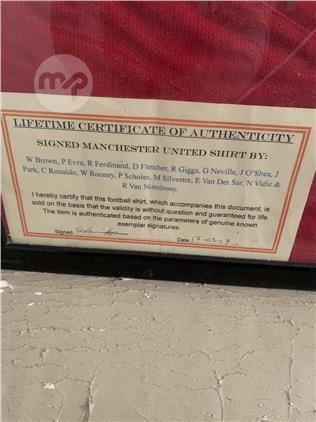 mp
LIFETIME CERTIFICATE OF AUTHENTICITY
SIGNED MANCHESTER UNITED SHIRT BY:
W Brown, P Evra, R Ferdinand, D Fletcher, R Giggs, G Neville, J O'Shea, J
Park, C Ronaldo, W Rooney, P Scholes, M Silvestre, E Van Der Sar, N Vidic &
R Van Nistelrooy.
I hereby certify that this football shirt, which accompanies this document, is
sold on the basis that the validity is without question and guaranteed for life.
The item is authenticated based on the parameters of genuine known
exemplar signatures.
Signed
Date 17-03-07